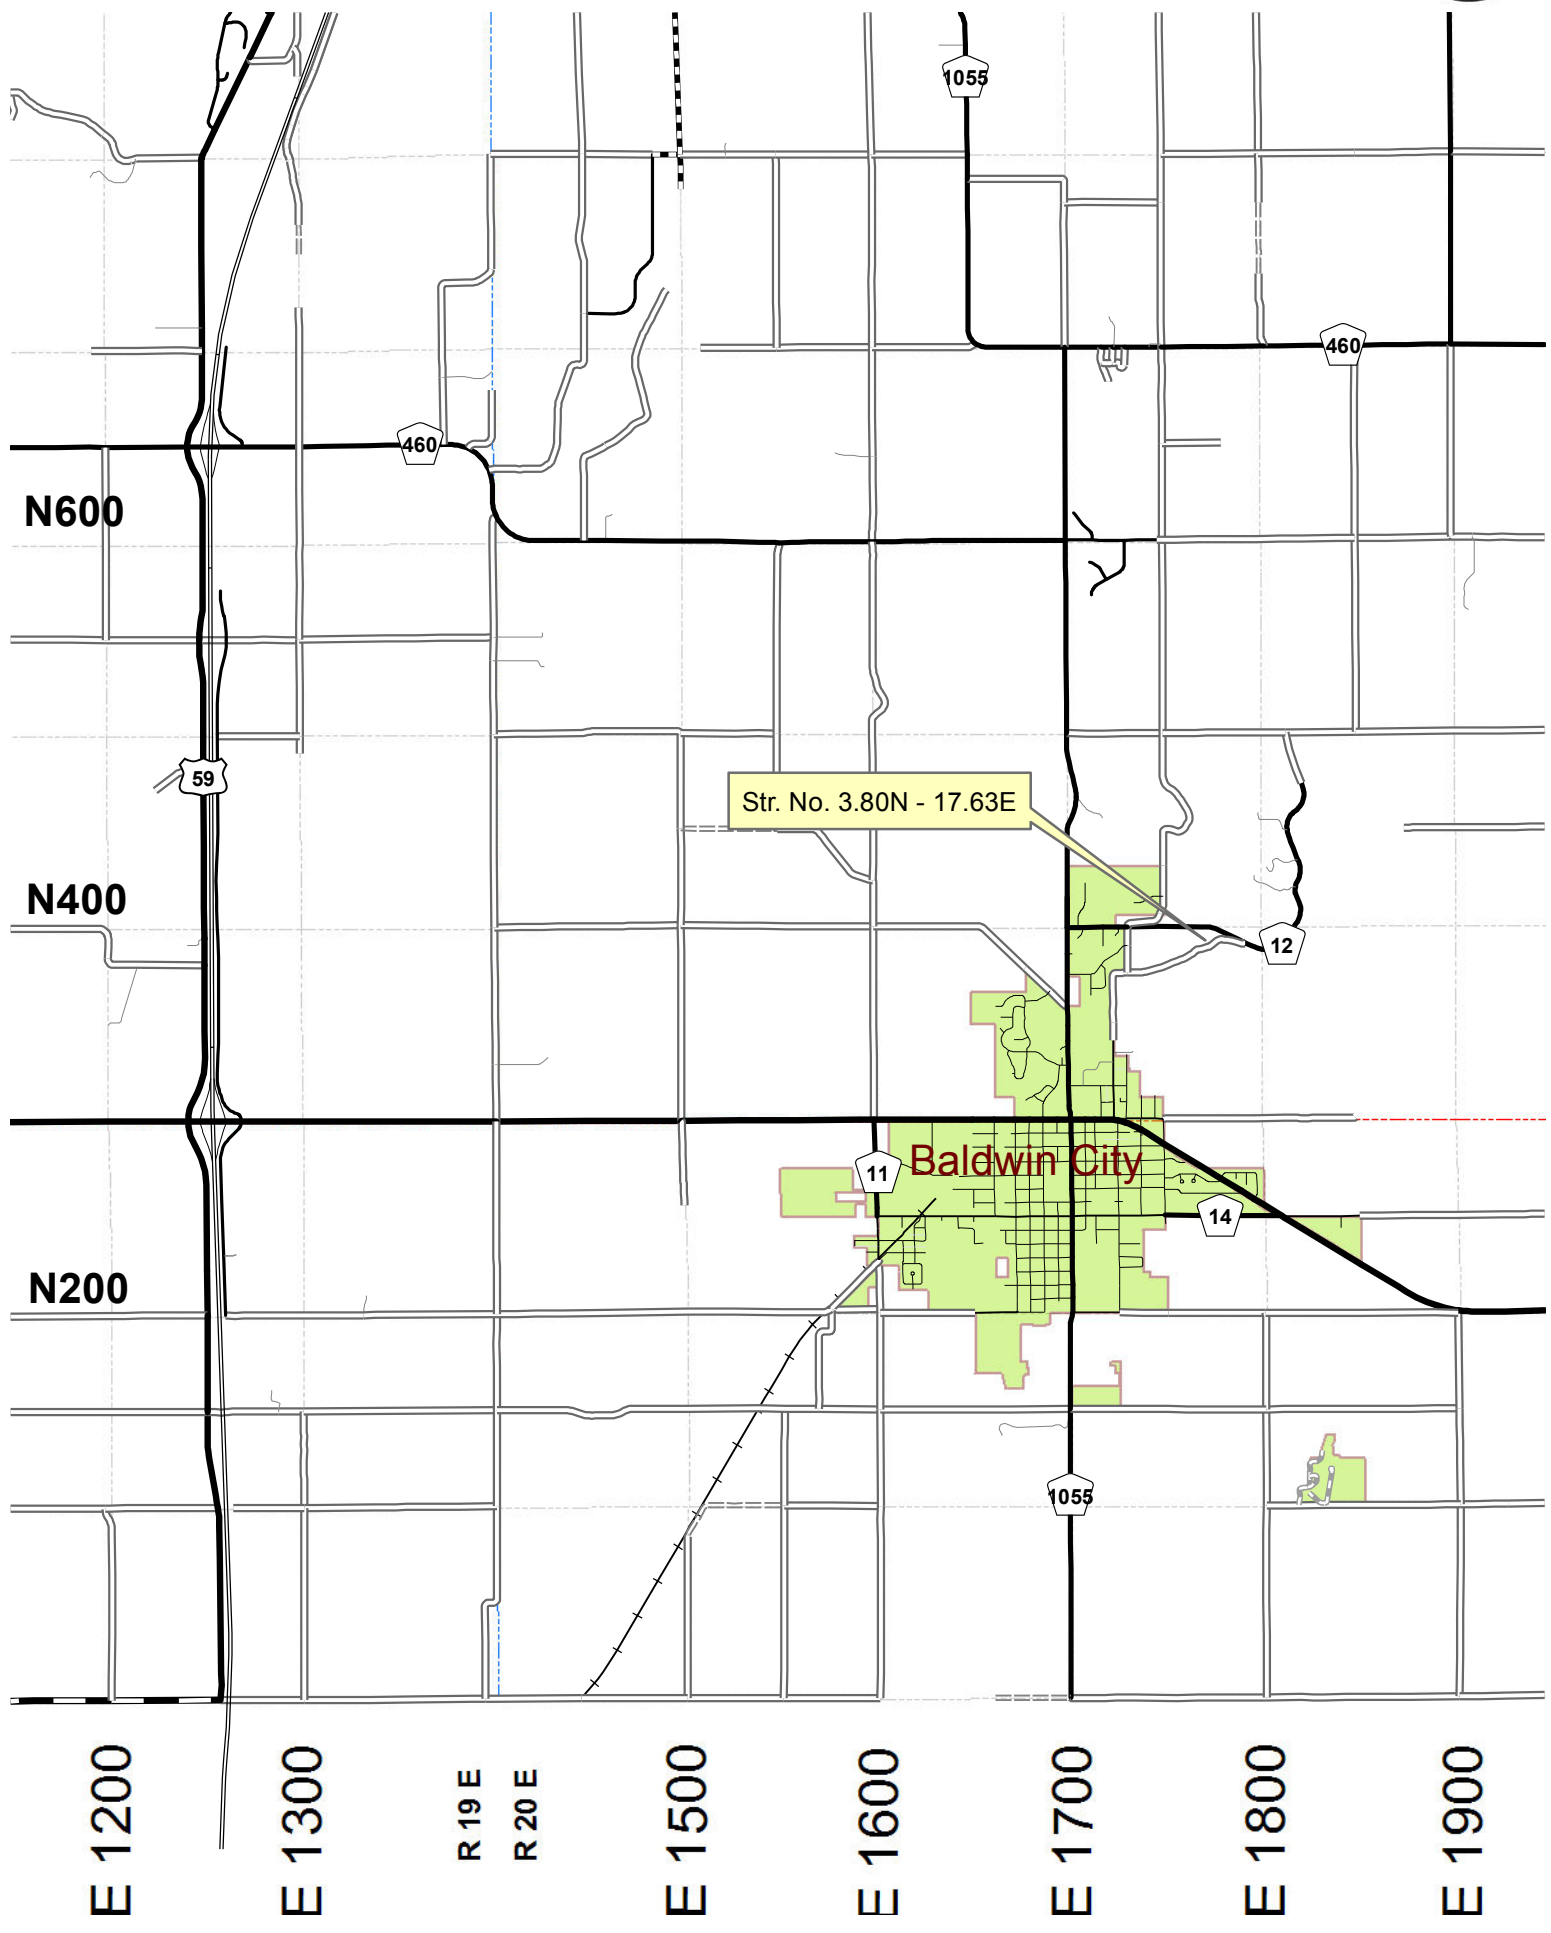 1055
460
460
N600
59
Str. No. 3.80N - 17.63E
N400
12
Baldwin City
11
14
N200
1055
E 1200
E 1300
R 19 E
R 20 E
E 1500
E 1600
E 1700
E 1800
E 1900